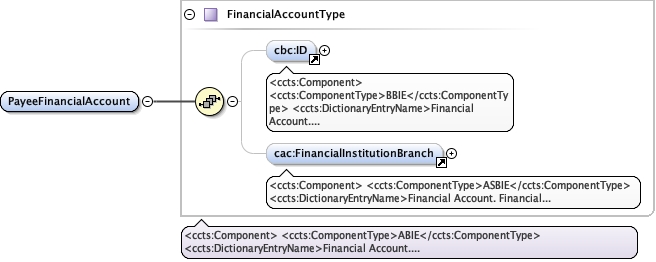 FinancialAccountType
cbc:ID
<ccts:Component>
<ccts:ComponentType>BBIE</ccts:ComponentTy
pe> <ccts:DictionaryEntryName>Financial
Account....
PayeeFinancialAccount
cac:FinancialInstitutionBranch
<ccts:Component> <ccts:ComponentType>ASBIE</ccts:ComponentType>
<ccts:DictionaryEntryName>Financial Account. Financial...
<ccts:Component> <ccts:ComponentType>ABIE</ccts:ComponentType>
<ccts:DictionaryEntryName>Financial Account....